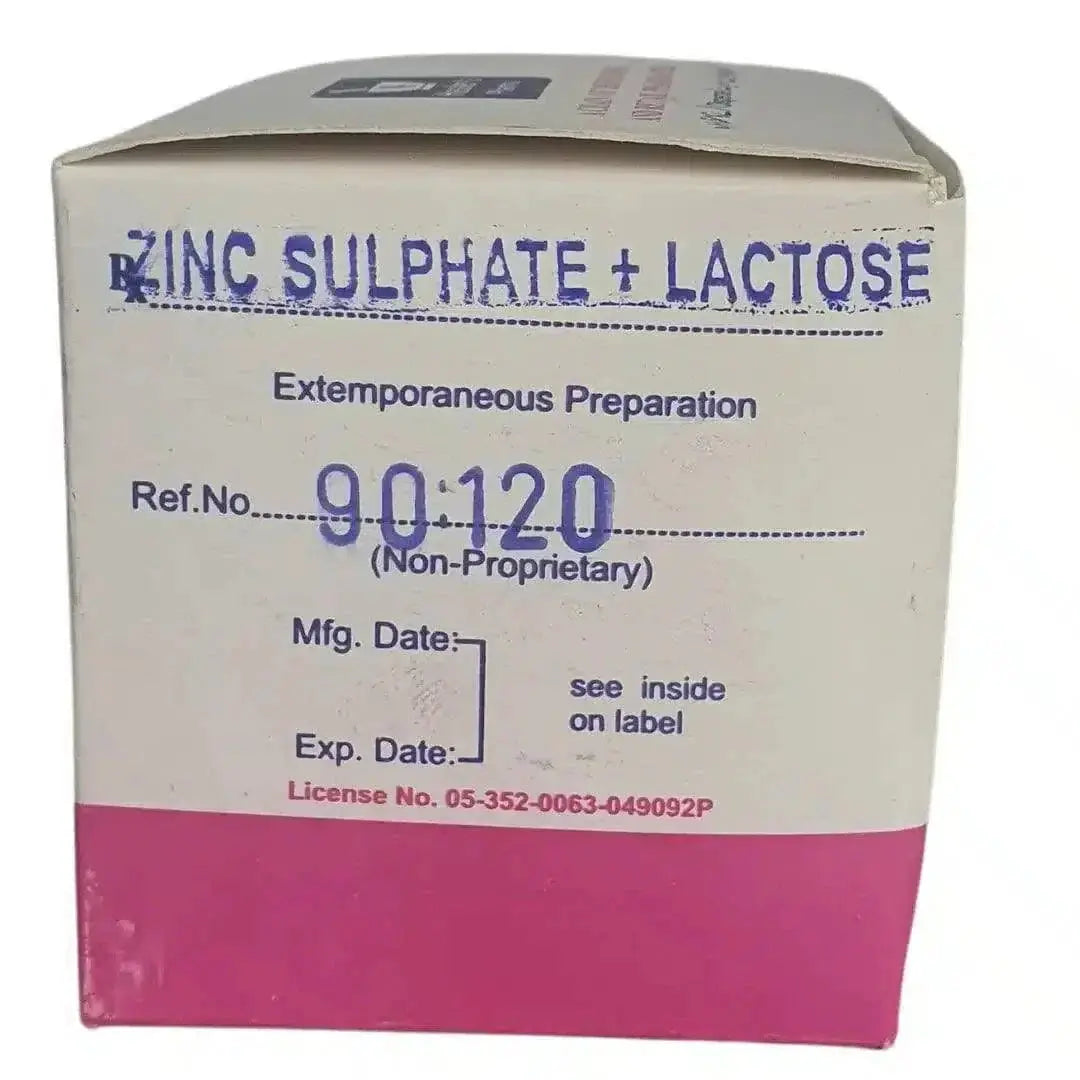 Rx ZINC SULPHATE + LACTOSE
Extemporaneous Preparation
Ref.No.....90:120
(Non-Proprietary)
Mfg. Date:
see inside
on label
Exp. Date:
License No. 05-352-0063-049092P